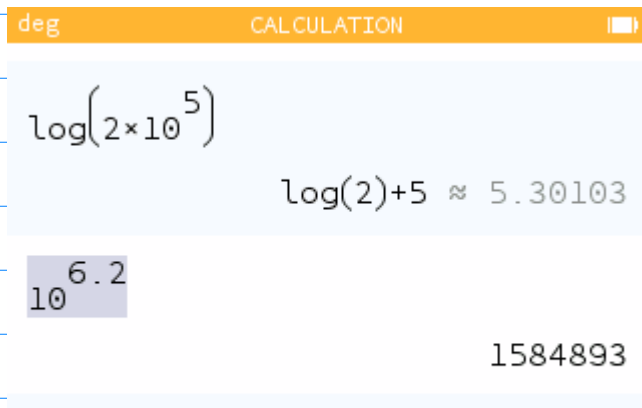 deg CALCULATION
log(2×10^5)
log(2)+5 ≈ 5.30103
10^6.2
1584893